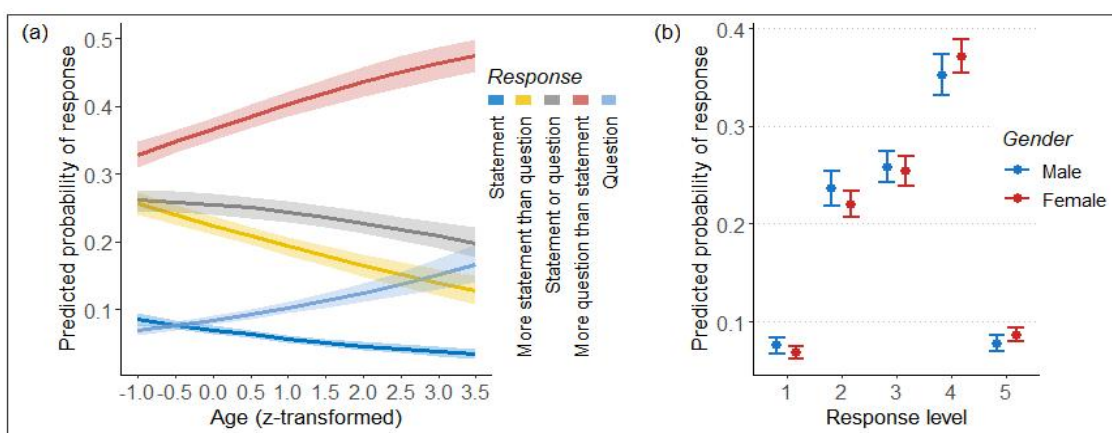 (a)
Predicted probability of response
0.5
0.4
0.3
0.2
0.1
-1.0 -0.5 0.0 0.5 1.0 1.5 2.0 2.5 3.0 3.5
Age (z-transformed)
Response
Statement
More statement than question
Statement or question
More question than statement
Question
(b)
Predicted probability of response
0.4
0.3
0.2
0.1
1 2 3 4 5
Response level
Gender
Male
Female